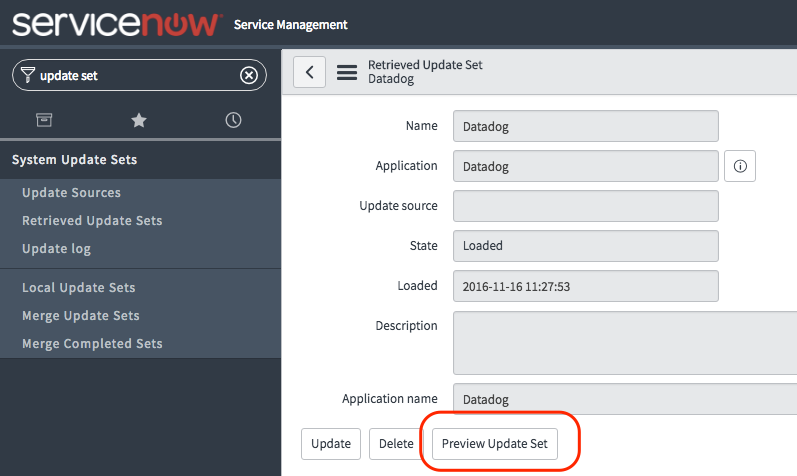 servicenow Service Management
update set
System Update Sets
Update Sources
Retrieved Update Sets
Update log
Local Update Sets
Merge Update Sets
Merge Completed Sets
Retrieved Update Set
Datadog
Name Datadog
Application Datadog
Update source
State Loaded
Loaded 2016-11-16 11:27:53
Description
Application name Datadog
Update Delete Preview Update Set